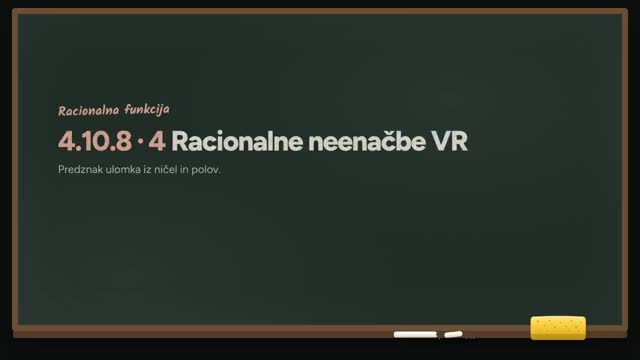 Racionalna funkcija
4.10.8 · 4 Racionalne neenačbe VR
Predznak ulomka iz ničel in polov.